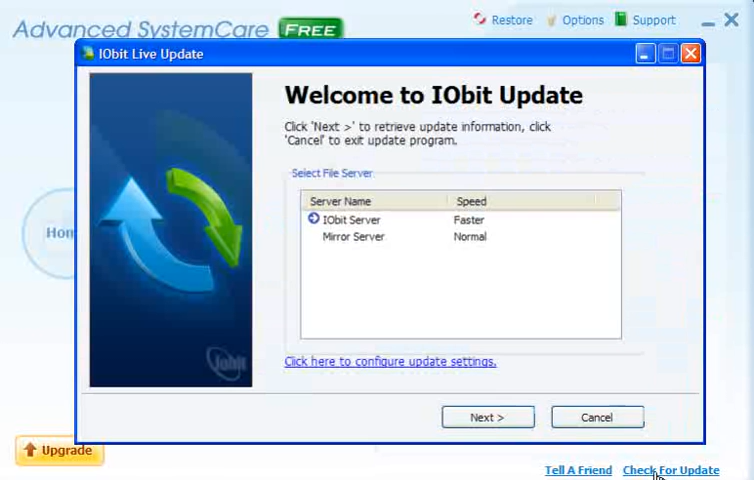 Advanced SystemCare FREE
Restore Options Support
IObit Live Update
Welcome to IObit Update
Click 'Next >' to retrieve update information, click
'Cancel' to exit update program.
Select File Server
Server Name Speed
IObit Server Faster
Mirror Server Normal
Click here to configure update settings.
Iobit
Next > Cancel
Upgrade
Tell A Friend Check For Update